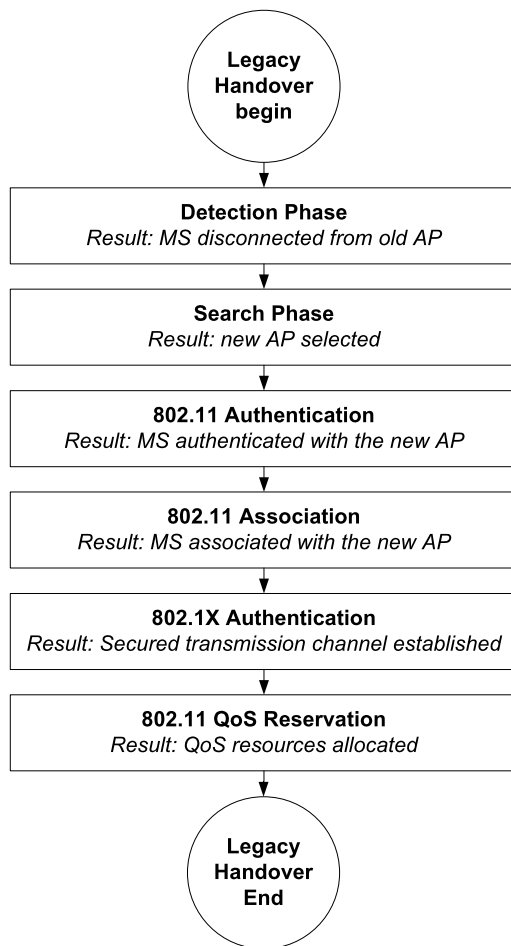 Legacy
Handover
begin
Detection Phase
Result: MS disconnected from old AP
Search Phase
Result: new AP selected
802.11 Authentication
Result: MS authenticated with the new AP
802.11 Association
Result: MS associated with the new AP
802.1X Authentication
Result: Secured transmission channel established
802.11 QoS Reservation
Result: QoS resources allocated
Legacy
Handover
End